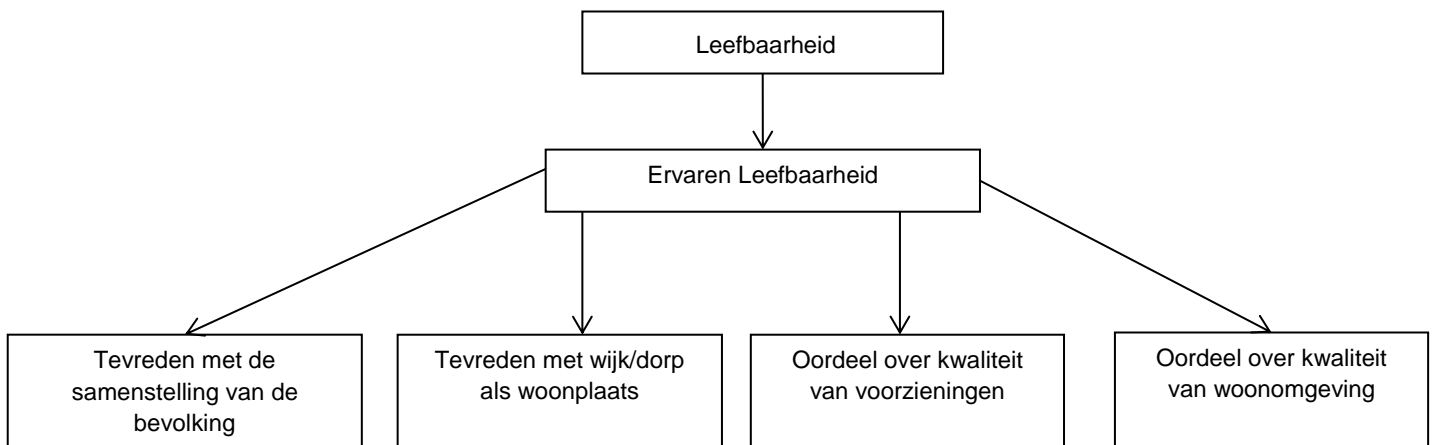 Leefbaarheid
Ervaren Leefbaarheid
Tevreden met de
samenstelling van de
bevolking
Tevreden met wijk/dorp
als woonplaats
Oordeel over kwaliteit
van voorzieningen
Oordeel over kwaliteit
van woonomgeving